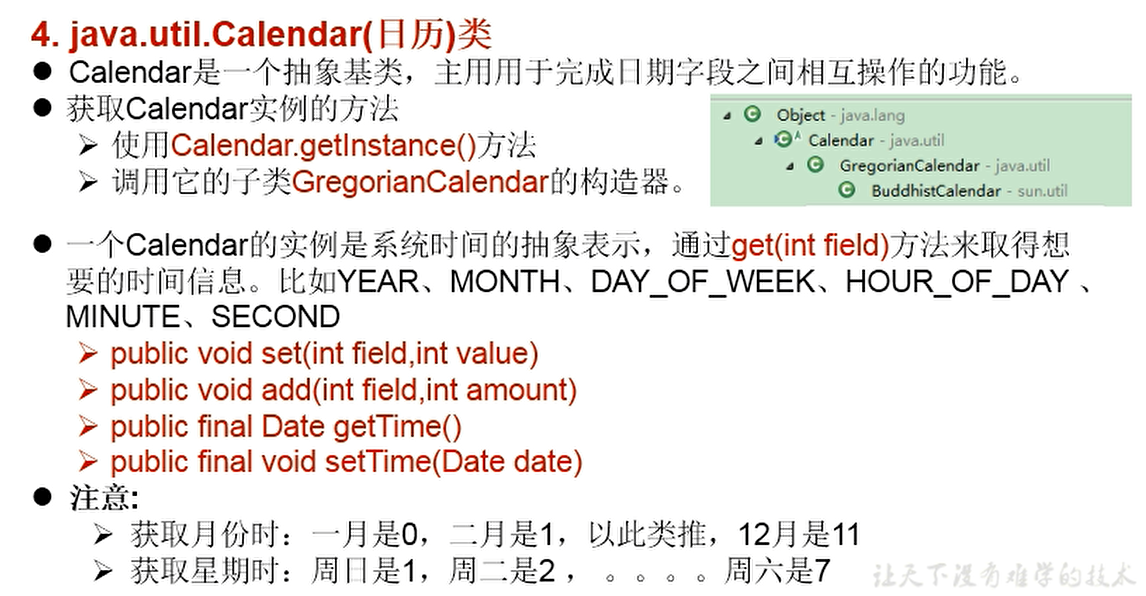 4. java.util.Calendar(日历)类
● Calendar是一个抽象基类，主用用于完成日期字段之间相互操作的功能。
● 获取Calendar实例的方法
➢ 使用Calendar.getInstance()方法
➢ 调用它的子类GregorianCalendar的构造器。
Object - java.lang
Calendar - java.util
GregorianCalendar - java.util
BuddhistCalendar - sun.util
● 一个Calendar的实例是系统时间的抽象表示，通过get(int field)方法来取得想
要的时间信息。比如YEAR、MONTH、DAY_OF_WEEK、HOUR_OF_DAY 、
MINUTE、SECOND
➢ public void set(int field,int value)
➢ public void add(int field,int amount)
➢ public final Date getTime()
➢ public final void setTime(Date date)
● 注意:
➢ 获取月份时：一月是0，二月是1，以此类推，12月是11
➢ 获取星期时：周日是1，周二是2 ，。。。。周六是7
让天下没有难学的技术